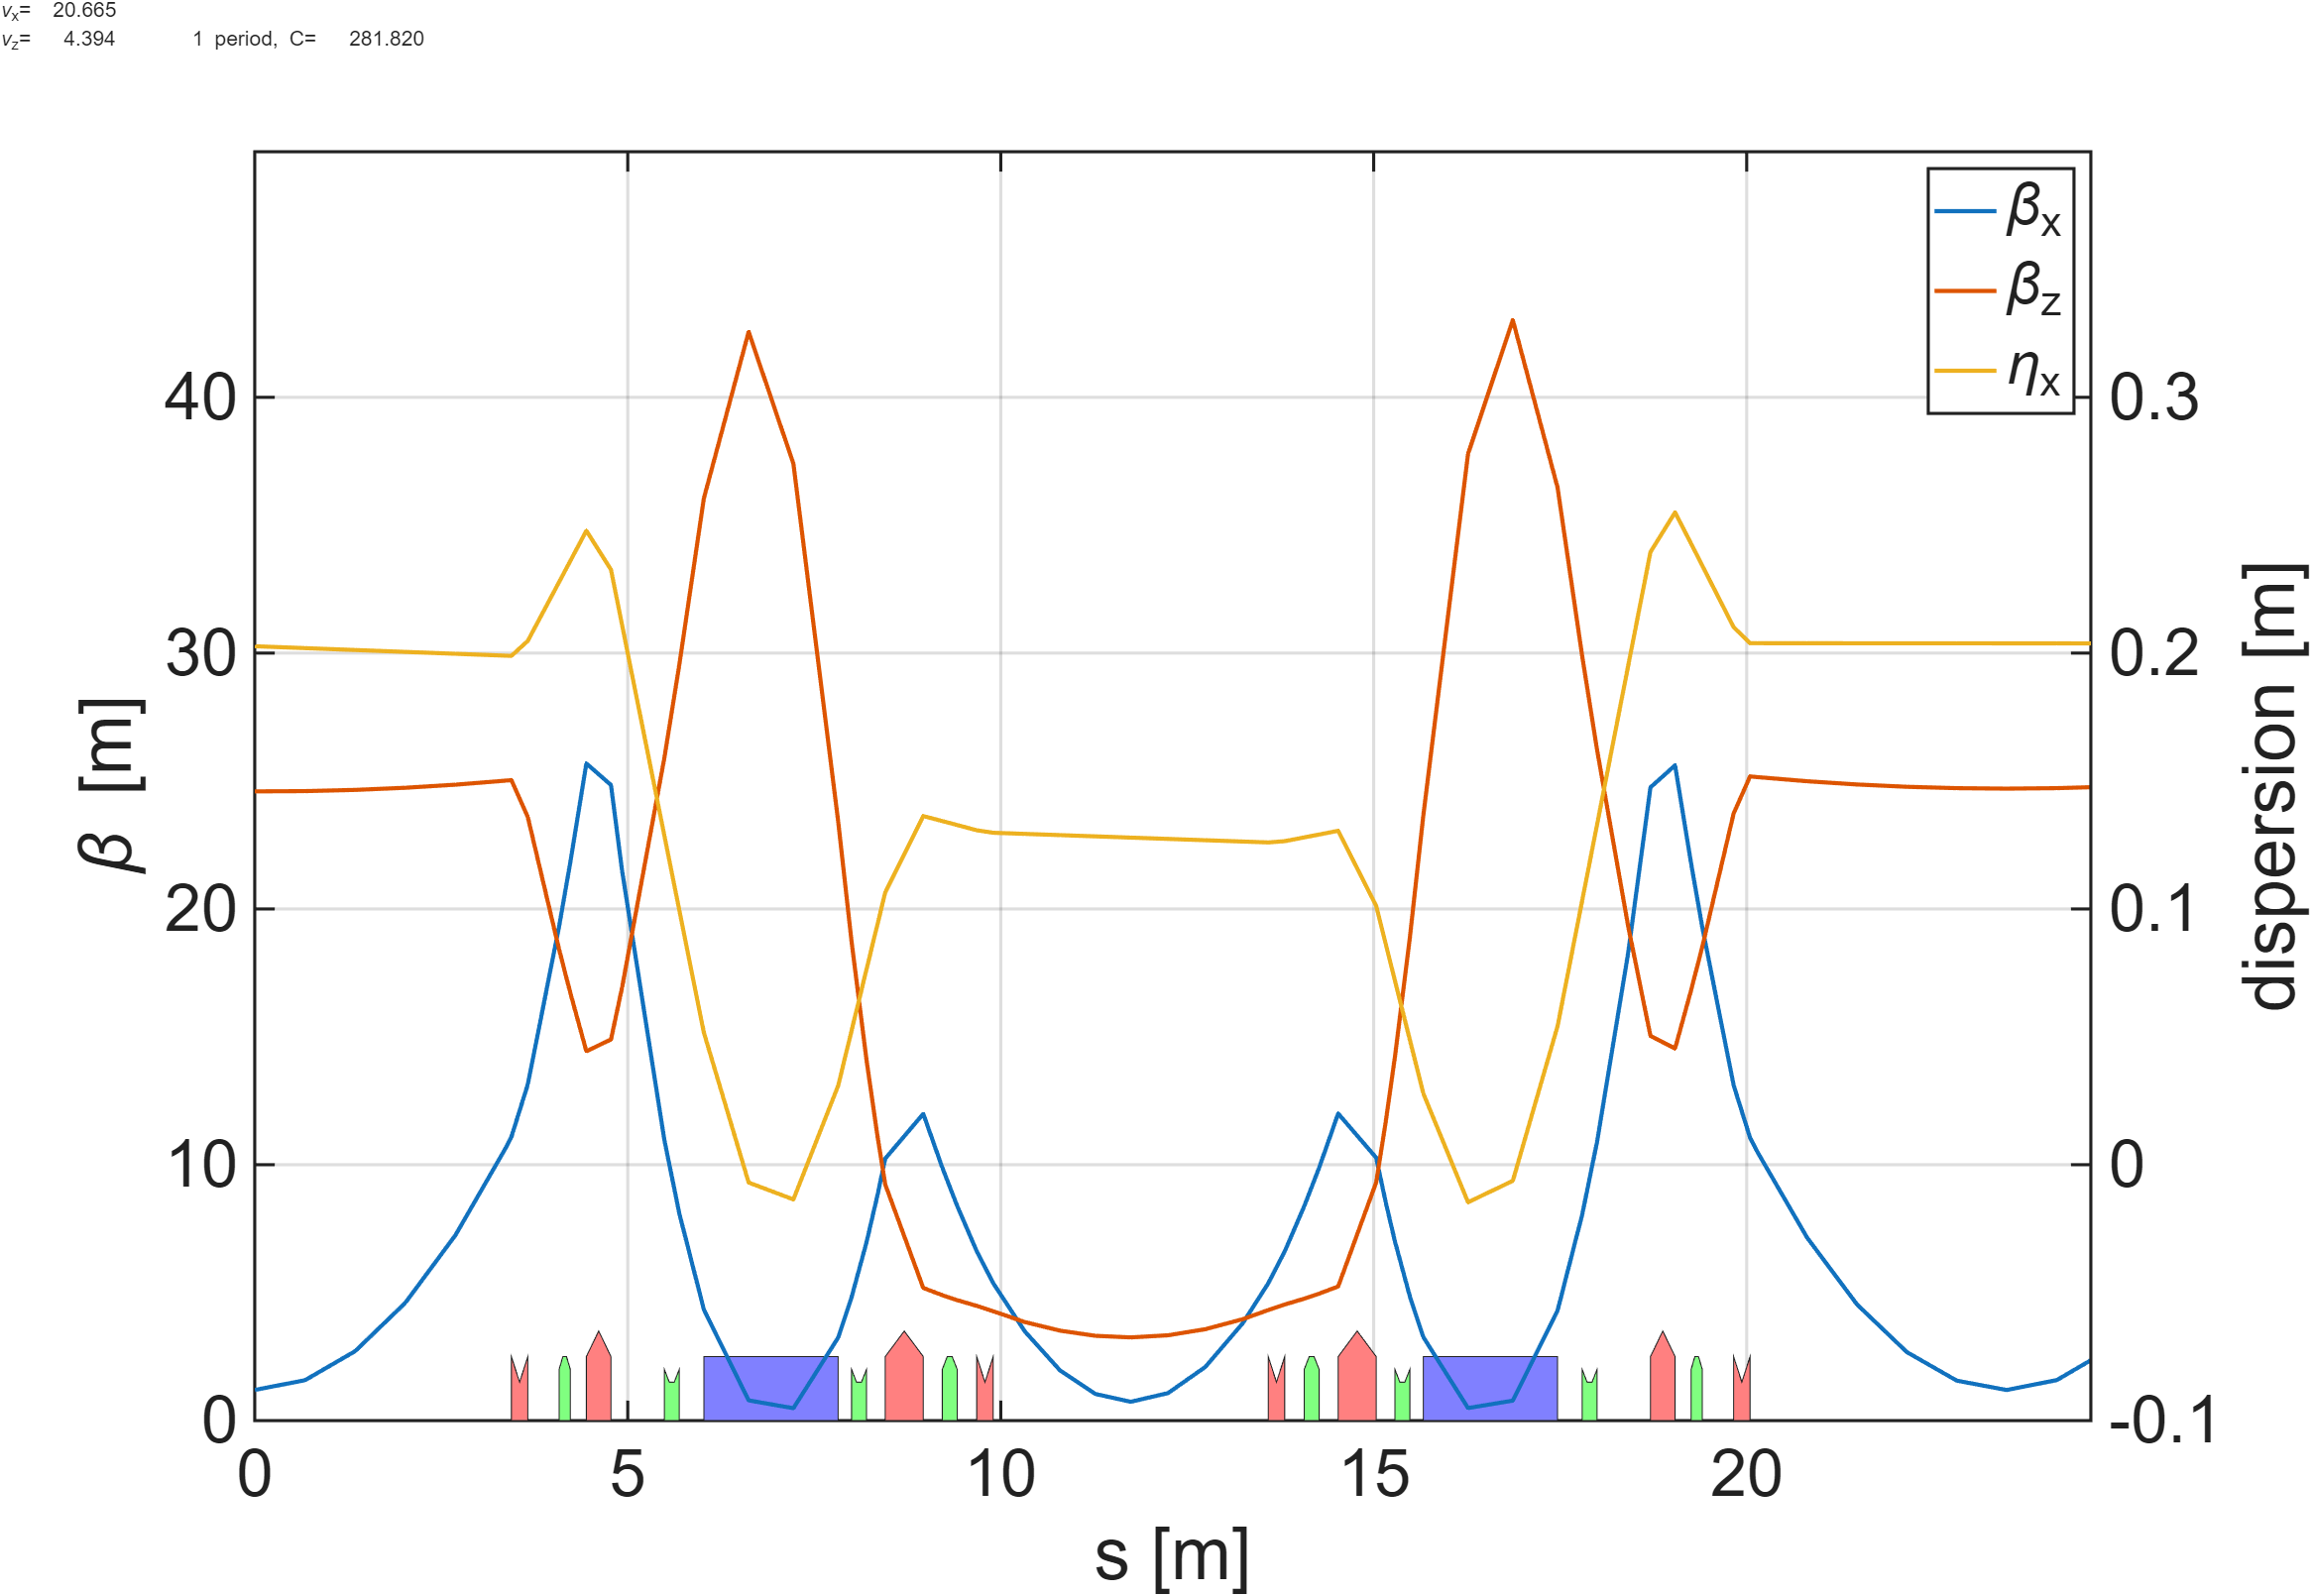 νx= 20.665
νz= 4.394 1 period, C= 281.820
βx
βz
ηx
40
30
20
10
0
0.3
0.2
0.1
0
-0.1
0 5 10 15 20
β [m]
dispersion [m]
s [m]